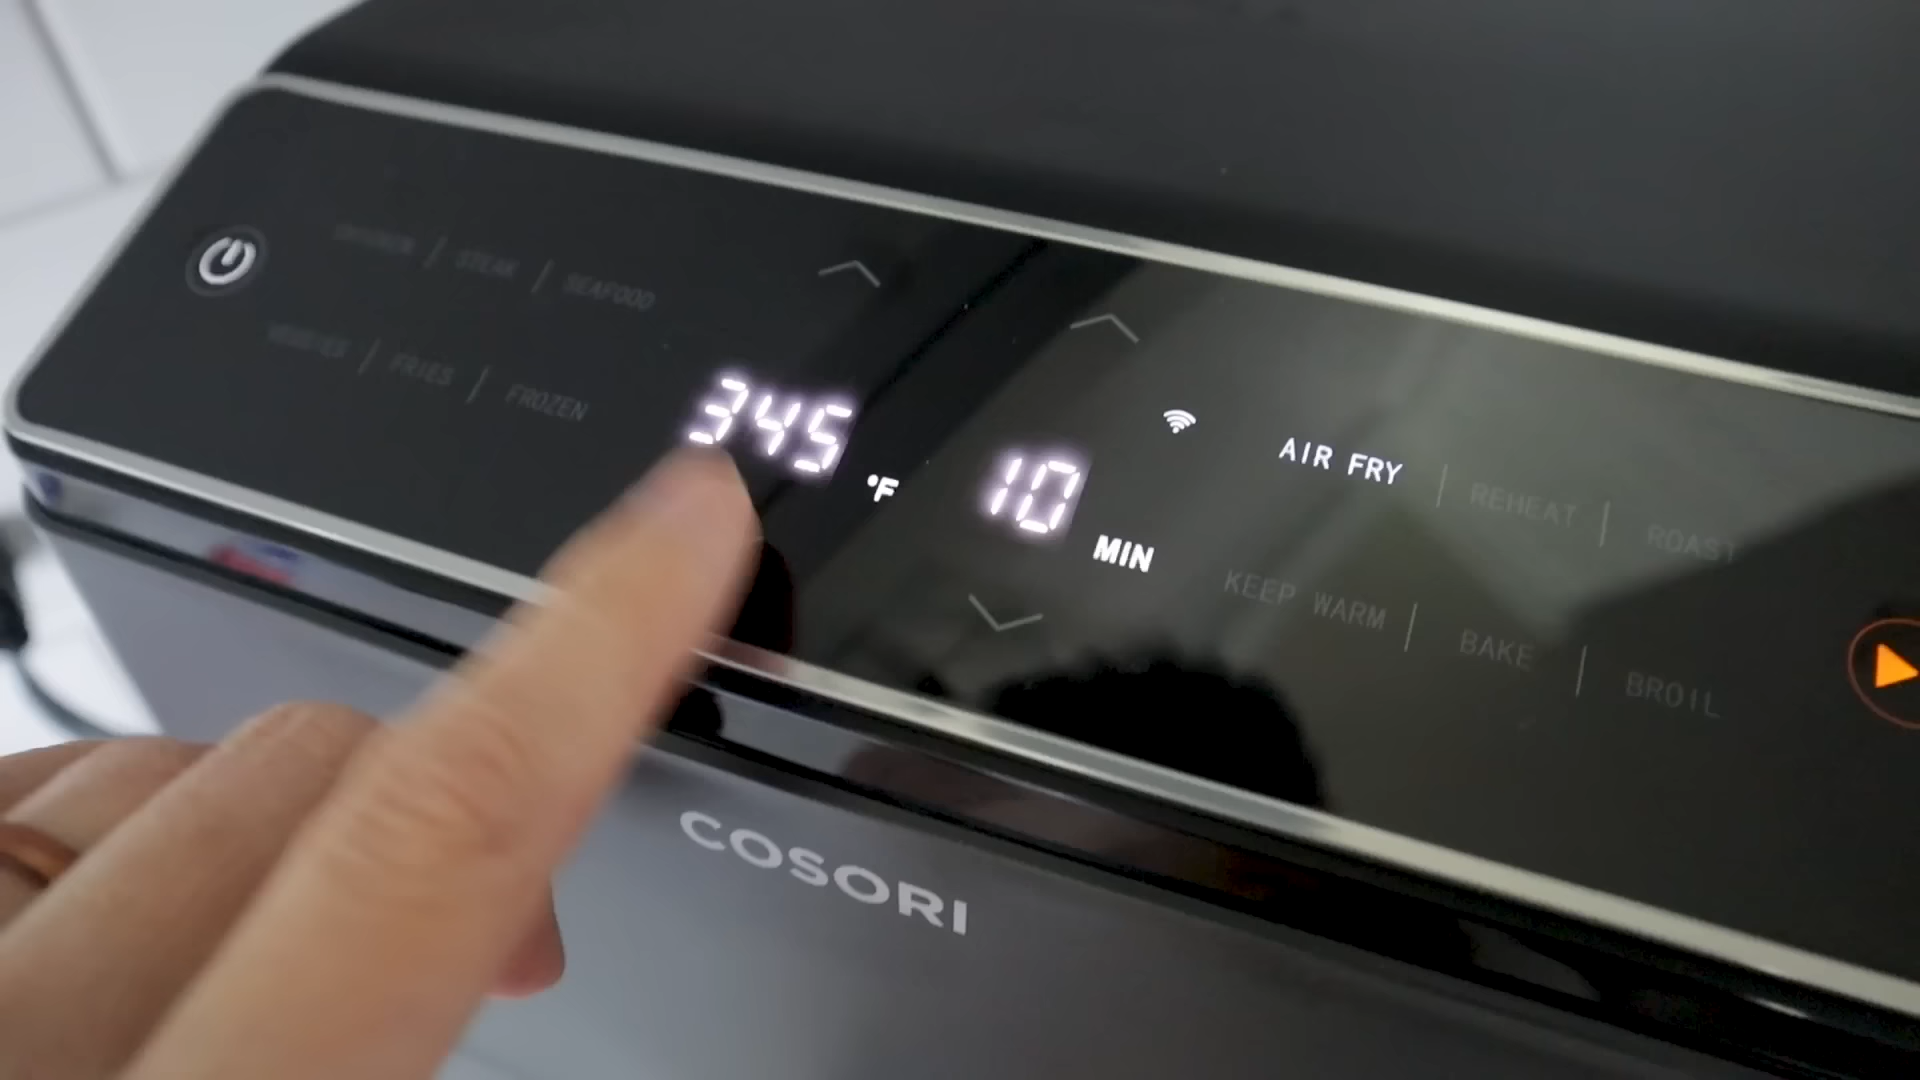 CHICKEN | STEAK | SEAFOOD
VEGGIES | FRIES | FROZEN
345 °F
10 MIN
AIR FRY | REHEAT | ROAST
KEEP WARM | BAKE | BROIL
COSORI